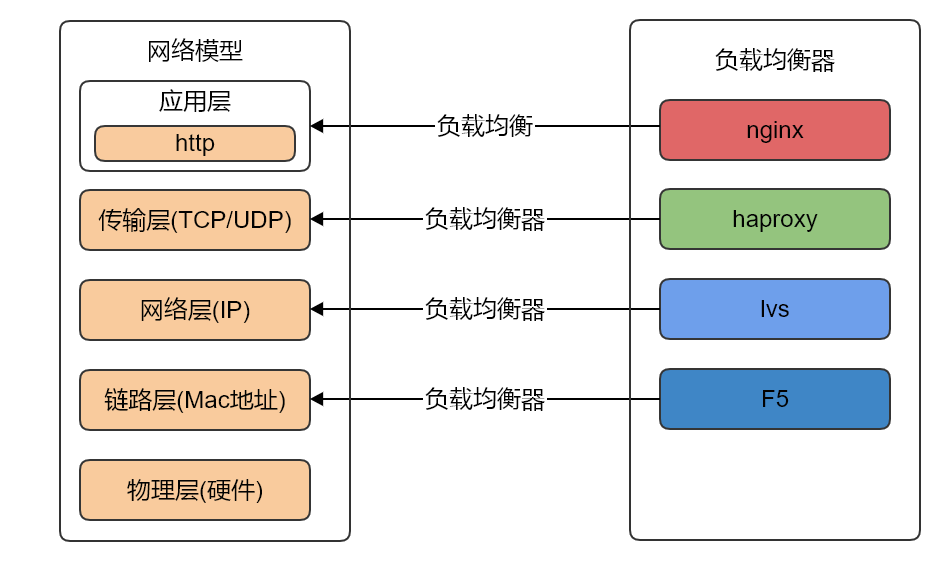 网络模型
应用层
http
传输层(TCP/UDP)
网络层(IP)
链路层(Mac地址)
物理层(硬件)
负载均衡
负载均衡器
负载均衡器
负载均衡器
负载均衡器
nginx
haproxy
lvs
F5